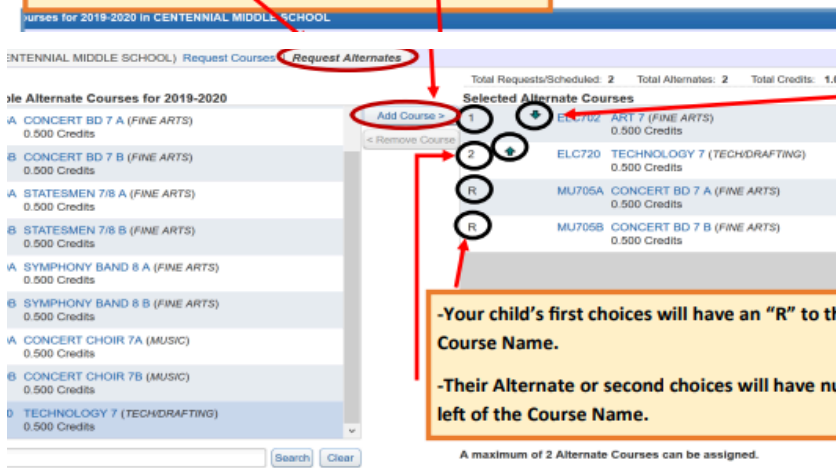 ourses for 2019-2020 in CENTENNIAL MIDDLE SCHOOL
ENTENNIAL MIDDLE SCHOOL) Request Courses Request Alternates
Total Requests/Scheduled: 2 Total Alternates: 2 Total Credits: 1.0
ble Alternate Courses for 2019-2020
Selected Alternate Courses
Add Course >
< Remove Course
A CONCERT BD 7 A (FINE ARTS)
0.500 Credits
B CONCERT BD 7 B (FINE ARTS)
0.500 Credits
A STATESMEN 7/8 A (FINE ARTS)
0.500 Credits
B STATESMEN 7/8 B (FINE ARTS)
0.500 Credits
A SYMPHONY BAND 8 A (FINE ARTS)
0.500 Credits
B SYMPHONY BAND 8 B (FINE ARTS)
0.500 Credits
A CONCERT CHOIR 7A (MUSIC)
0.500 Credits
B CONCERT CHOIR 7B (MUSIC)
0.500 Credits
0 TECHNOLOGY 7 (TECH/DRAFTING)
0.500 Credits
Search Clear
1 ELC702 ART 7 (FINE ARTS)
0.500 Credits
2 ELC720 TECHNOLOGY 7 (TECH/DRAFTING)
0.500 Credits
R MU705A CONCERT BD 7 A (FINE ARTS)
0.500 Credits
R MU705B CONCERT BD 7 B (FINE ARTS)
0.500 Credits
-Your child's first choices will have an "R" to th
Course Name.
-Their Alternate or second choices will have nu
left of the Course Name.
A maximum of 2 Alternate Courses can be assigned.